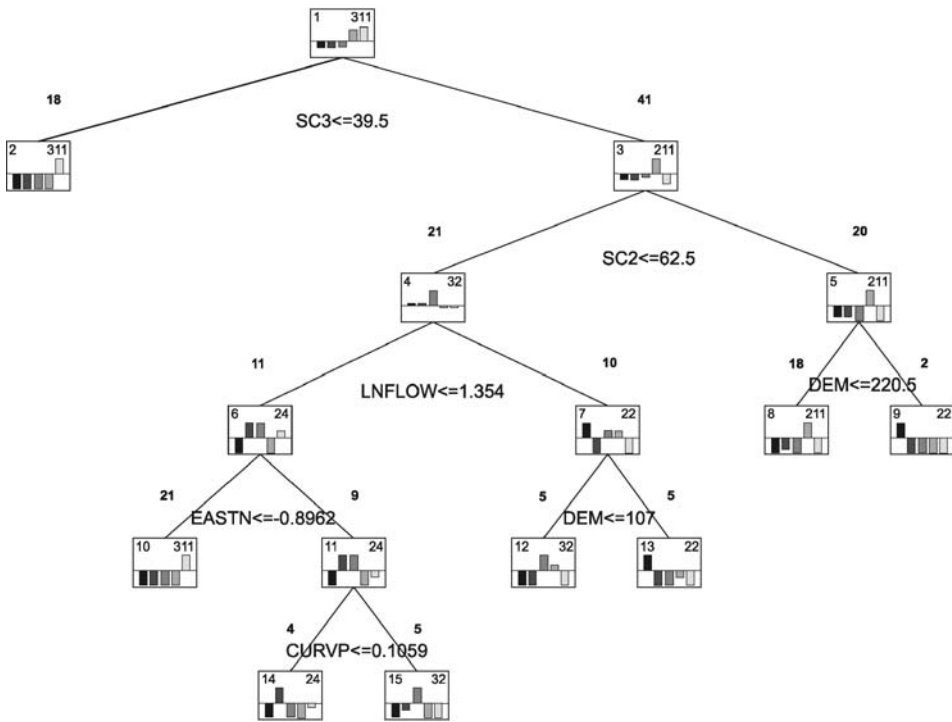 1 311
18 41
SC3<=39.5
2 311 3 211
21 20
SC2<=62.5
4 32 5 211
11 10 18 2
LNFLOW<=1.354 DEM<=220.5
6 24 7 22 8 211 9 22
21 9 5 5
EASTN<=-0.8962 DEM<=107
10 311 11 24 12 32 13 22
4 5
CURVP<=0.1059
14 24 15 32